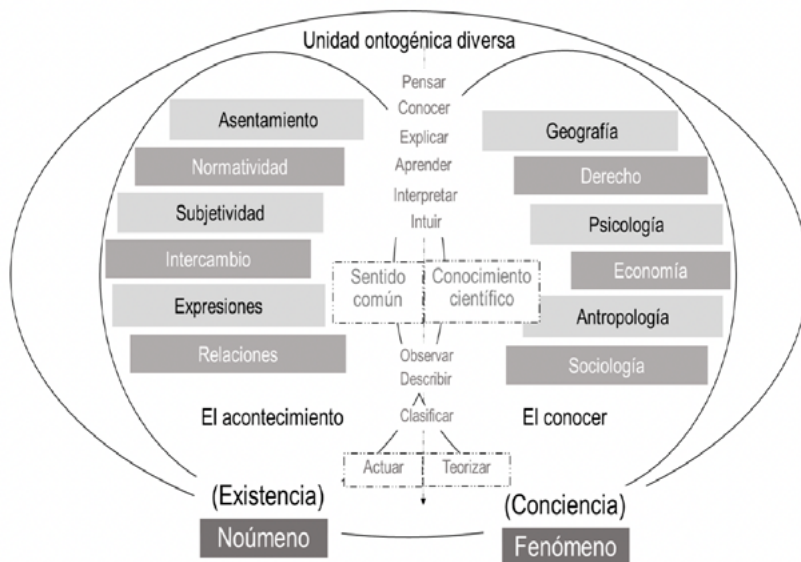 Unidad ontogénica diversa
Pensar
Conocer
Explicar
Aprender
Interpretar
Intuir
Asentamiento
Normatividad
Subjetividad
Intercambio
Expresiones
Relaciones
El acontecimiento
Sentido
común
Conocimiento
científico
Observar
Describir
Clasificar
Actuar
Teorizar
Geografía
Derecho
Psicología
Economía
Antropología
Sociología
El conocer
(Existencia)
Noúmeno
(Conciencia)
Fenómeno